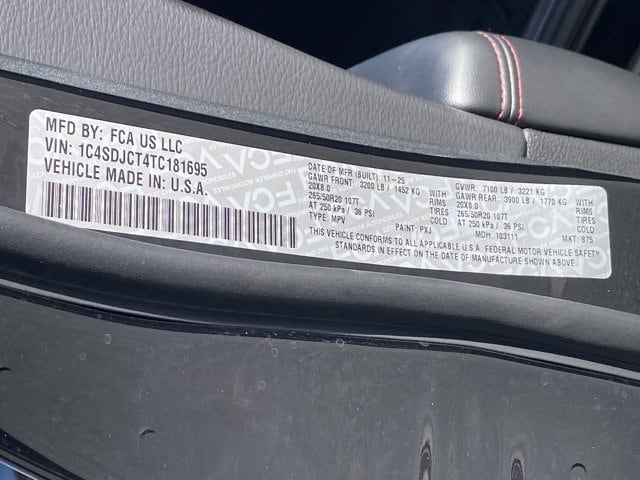 MFD BY: FCA US LLC
VIN: 1C4SDJCT4TC181695
VEHICLE MADE IN: U.S.A.
DATE OF MFR (BUILT): 11-25 GVWR: 7100 LB / 3221 KG
GAWR FRONT: 3200 LB / 1452 KG WITH GAWR REAR: 3900 LB / 1770 KG WITH
20X8.0 RIMS 20X8.0 RIMS
265/50R20 107T TIRES 265/50R20 107T TIRES
AT 250 kPa / 36 PSI COLD AT 250 kPa / 36 PSI COLD
TYPE: MPV PAINT: PXJ MDH: 103111 MKT: 875
THIS VEHICLE CONFORMS TO ALL APPLICABLE U.S.A. FEDERAL MOTOR VEHICLE SAFETY
STANDARDS IN EFFECT ON THE DATE OF MANUFACTURE SHOWN ABOVE